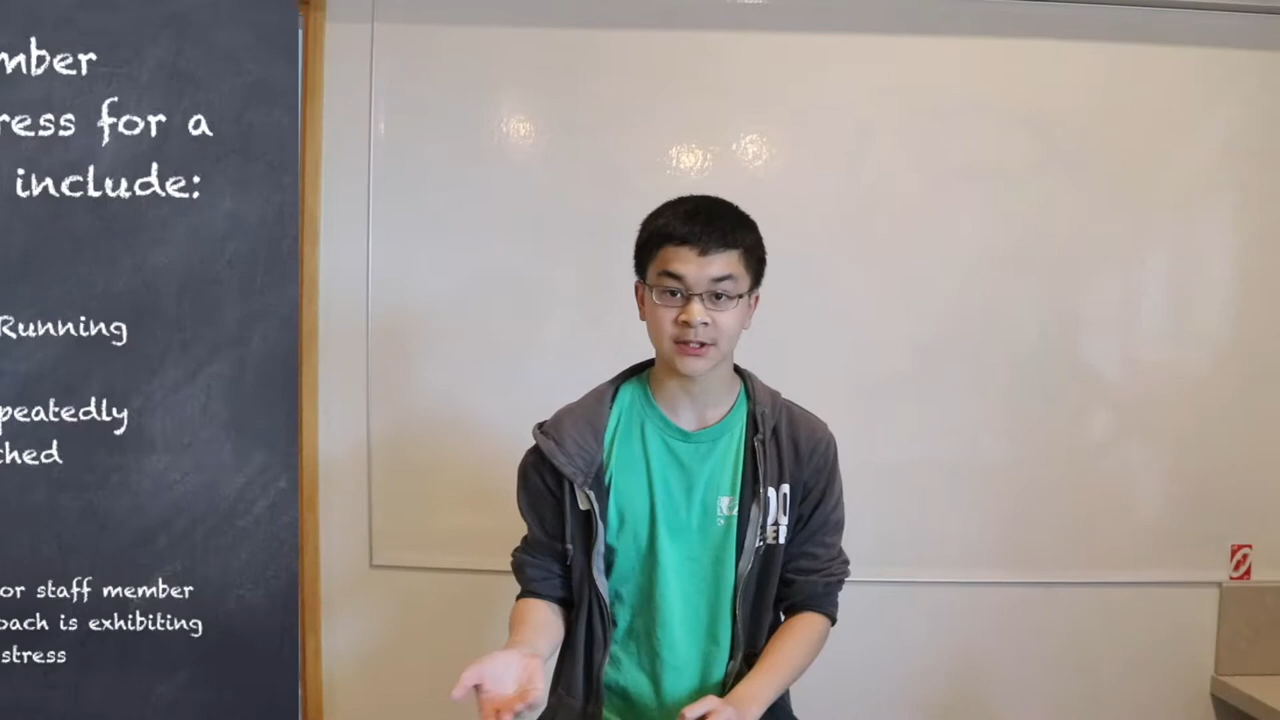 mber
ress for a
include:
Running
peatedly
ched
or staff member
oach is exhibiting
stress